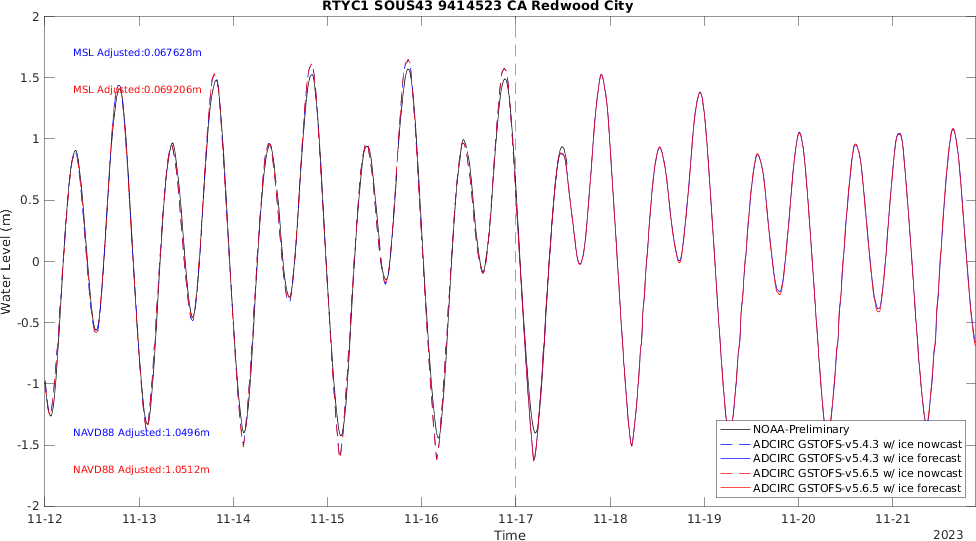 RTYC1 SOUS43 9414523 CA Redwood City
2
MSL Adjusted:0.067628m
1.5
MSL Adjusted:0.069206m
1
0.5
Water Level (m)
0
-0.5
-1
NAVD88 Adjusted:1.0496m
-1.5
NAVD88 Adjusted:1.0512m
-2
NOAA-Preliminary
ADCIRC GSTOFS-v5.4.3 w/ ice nowcast
ADCIRC GSTOFS-v5.4.3 w/ ice forecast
ADCIRC GSTOFS-v5.6.5 w/ ice nowcast
ADCIRC GSTOFS-v5.6.5 w/ ice forecast
11-12 11-13 11-14 11-15 11-16 11-17 11-18 11-19 11-20 11-21
Time
2023